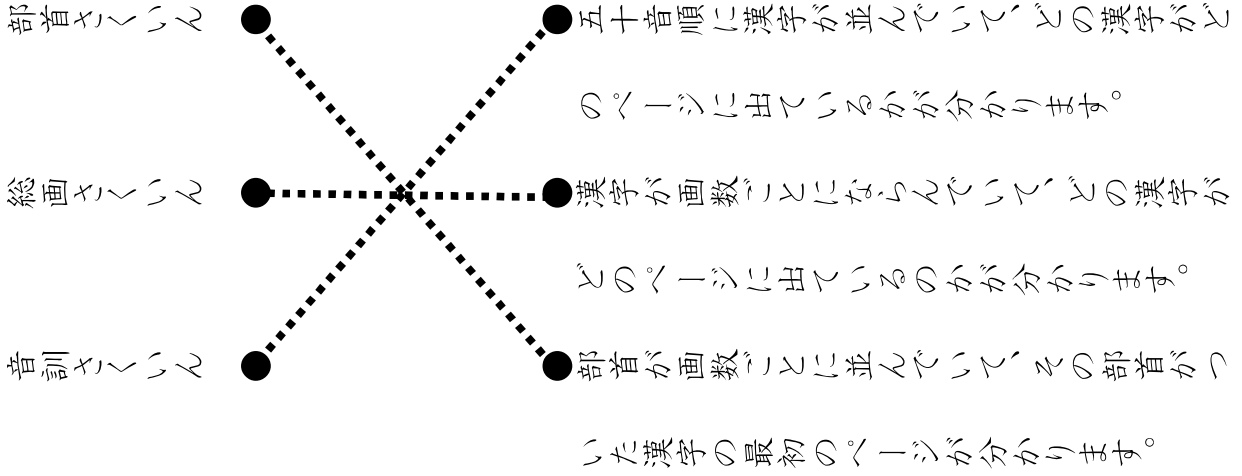 部首さくいん
五十音順に漢字が並んでいて、どの漢字がど
のページに出ているかが分かります。
総画さくいん
漢字が画数ごとにならんでいて、どの漢字が
どのページに出ているのかが分かります。
音訓さくいん
部首が画数ごとに並んでいて、その部首がつ
いた漢字の最初のページが分かります。